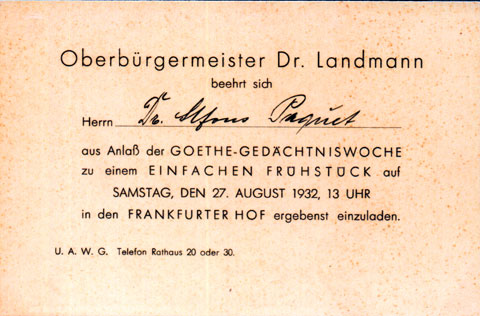 Oberbürgermeister Dr. Landmann
beehrt sich
Herrn Dr. Alfons Paquet
aus Anlaß der GOETHE-GEDÄCHTNISWOCHE
zu einem EINFACHEN FRÜHSTÜCK auf
SAMSTAG, DEN 27. AUGUST 1932, 13 UHR
in den FRANKFURTER HOF ergebenst einzuladen.
U. A. W. G. Telefon Rathaus 20 oder 30.